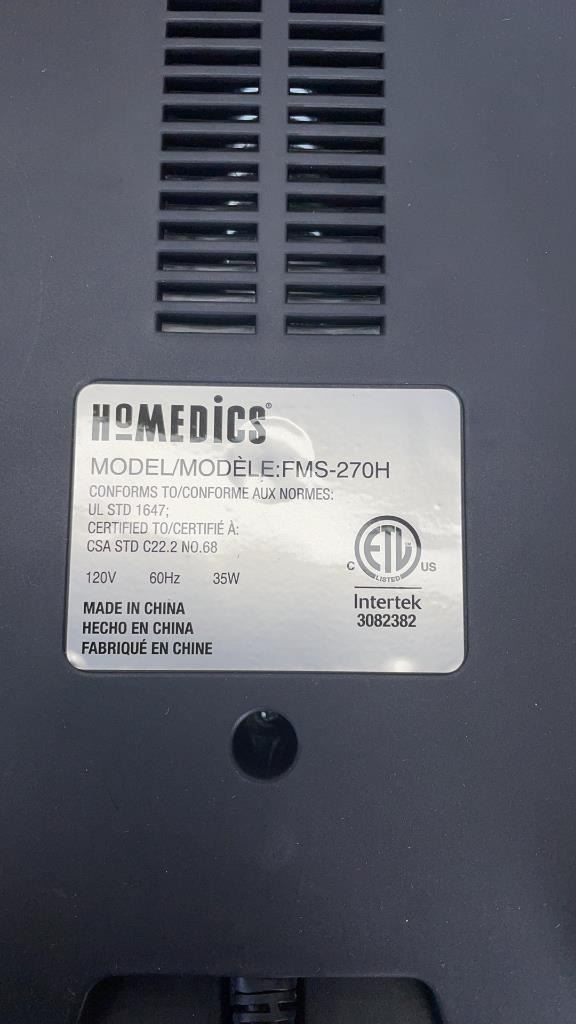 HoMEDiCS®
MODEL/MODÈLE:FMS-270H
CONFORMS TO/CONFORME AUX NORMES:
UL STD 1647;
CERTIFIED TO/CERTIFIÉ À:
CSA STD C22.2 NO.68
120V 60Hz 35W
MADE IN CHINA
HECHO EN CHINA
FABRIQUÉ EN CHINE
ETL
LISTED
C US
Intertek
3082382